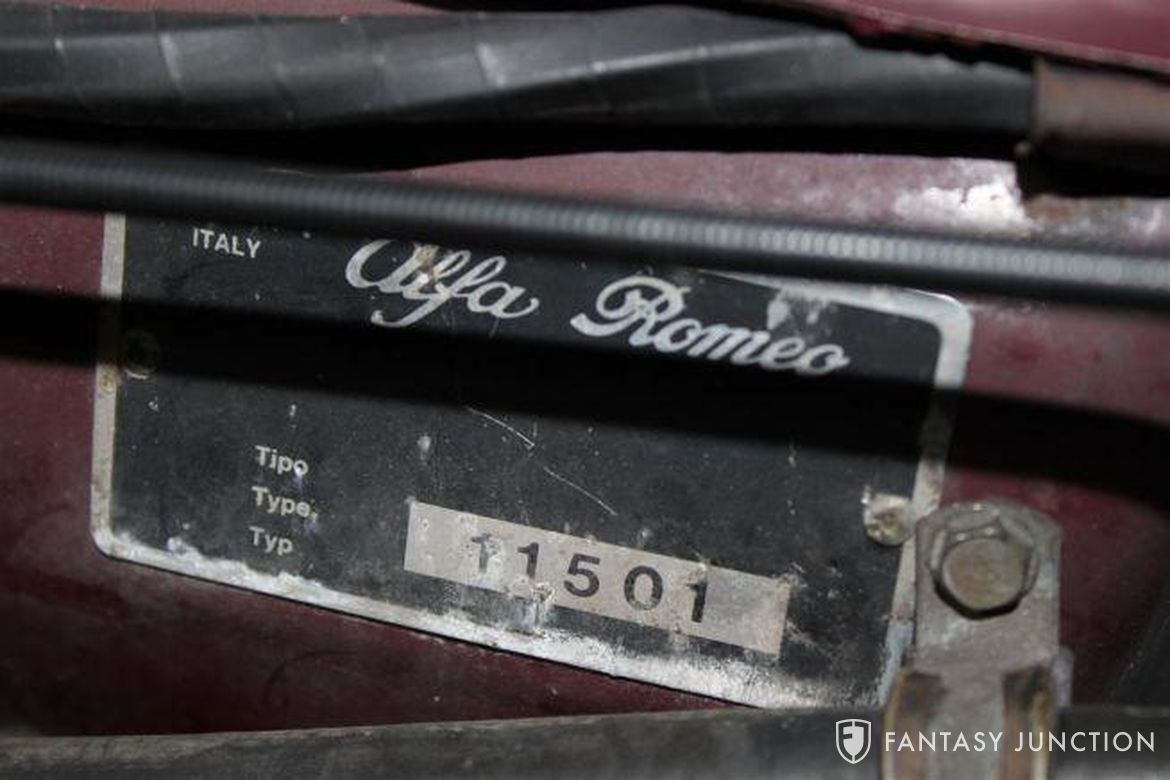 ITALY
Alfa Romeo
Tipo
Type.
Typ
11501
FANTASY JUNCTION